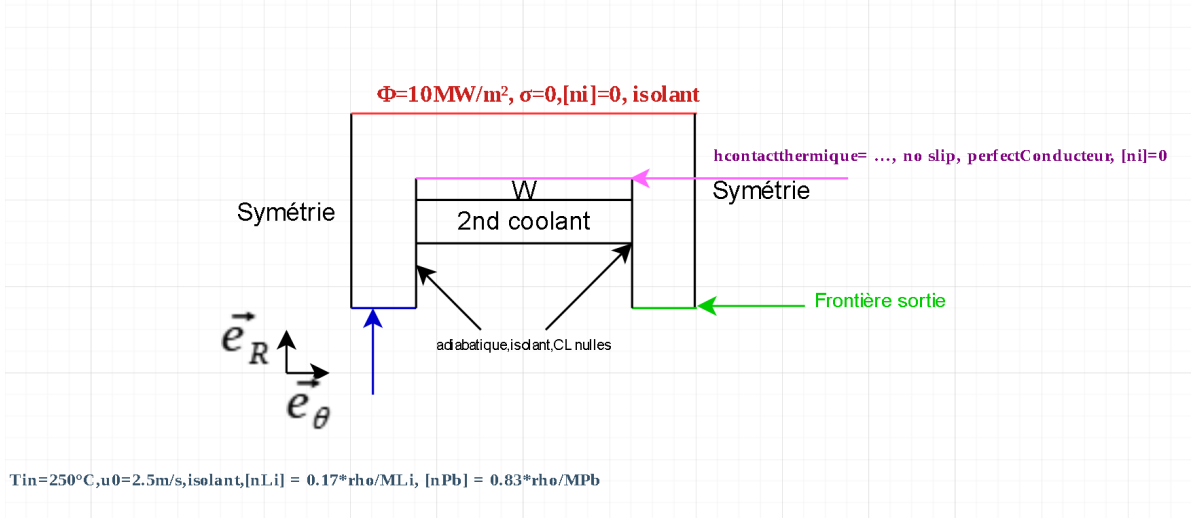 Φ=10MW/m², σ=0,[ni]=0, isolant
hcontactthermique= ..., no slip, perfectConducteur, [ni]=0
W
Symétrie
Symétrie
2nd coolant
Frontière sortie
adiabatique,isolant,CL nulles
e⃗_R
e⃗_θ
Tin=250°C,u0=2.5m/s,isolant,[nLi] = 0.17*rho/MLi, [nPb] = 0.83*rho/MPb